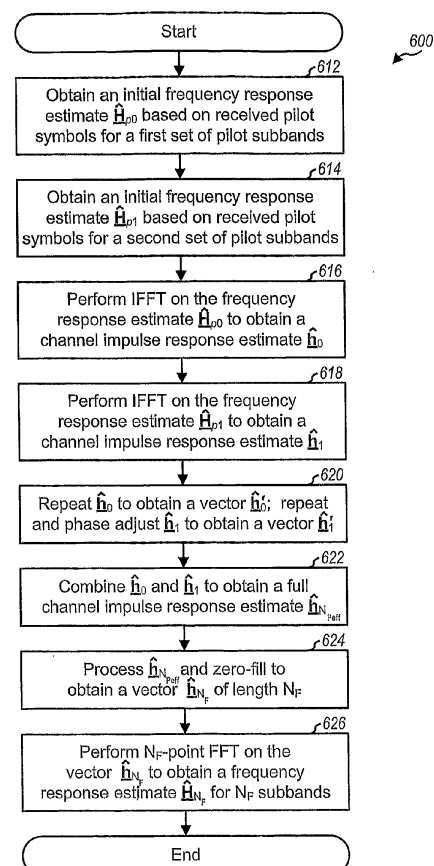 Start
600
612
Obtain an initial frequency response
estimate Ĥp0 based on received pilot
symbols for a first set of pilot subbands
614
Obtain an initial frequency response
estimate Ĥp1 based on received pilot
symbols for a second set of pilot subbands
616
Perform IFFT on the frequency
response estimate Ĥp0 to obtain a
channel impulse response estimate ĥ0
618
Perform IFFT on the frequency
response estimate Ĥp1 to obtain a
channel impulse response estimate ĥ1
620
Repeat ĥ0 to obtain a vector ĥ′0; repeat
and phase adjust ĥ1 to obtain a vector ĥ′1
622
Combine ĥ0 and ĥ1 to obtain a full
channel impulse response estimate ĥNPeff
624
Process ĥNPeff and zero-fill to
obtain a vector ĥNF of length NF
626
Perform NF-point FFT on the
vector ĥNF to obtain a frequency
response estimate ĤNF for NF subbands
End